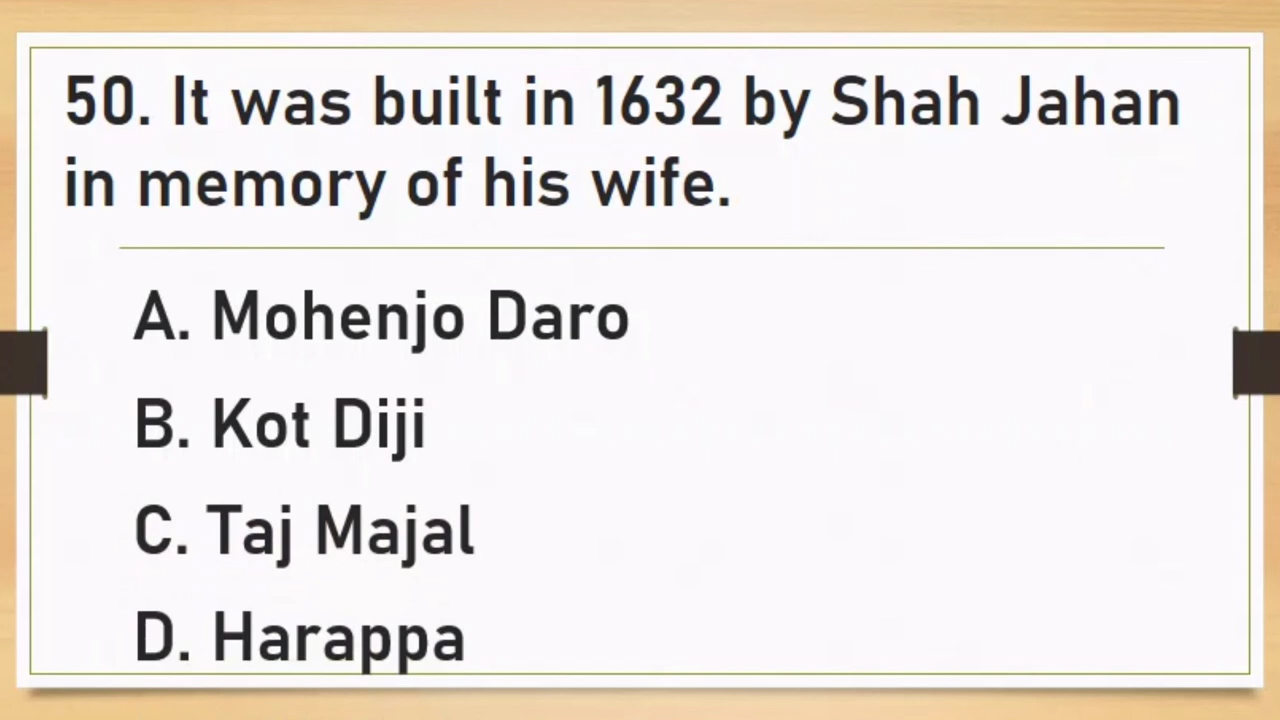 50. It was built in 1632 by Shah Jahan
in memory of his wife.
A. Mohenjo Daro
B. Kot Diji
C. Taj Majal
D. Harappa